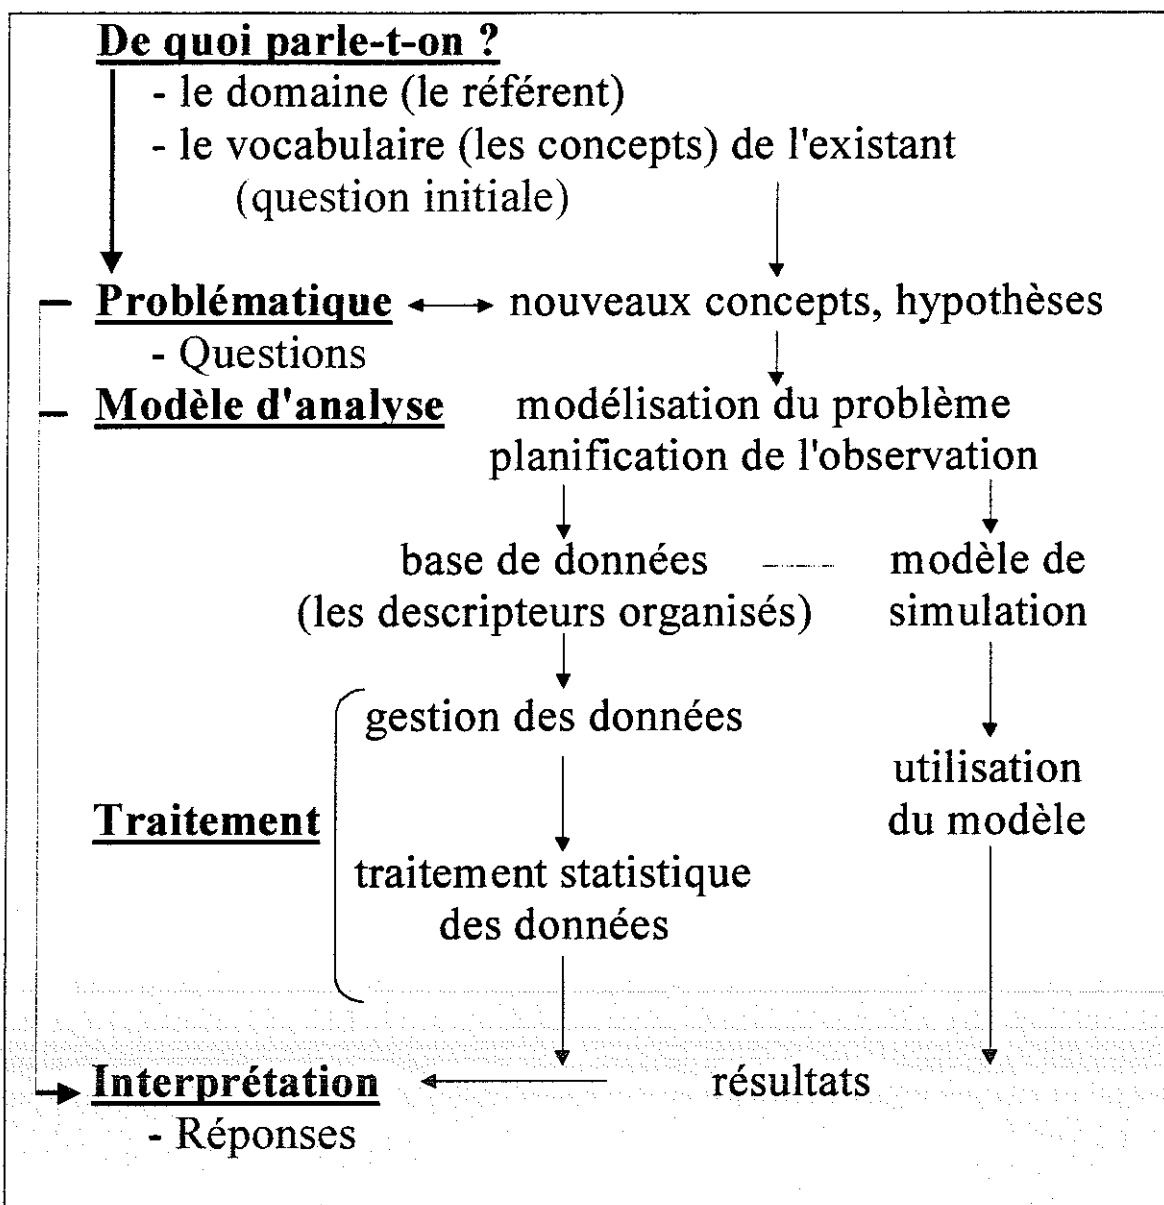 De quoi parle-t-on ?
- le domaine (le référent)
- le vocabulaire (les concepts) de l'existant
(question initiale)
Problématique nouveaux concepts, hypothèses
- Questions
Modèle d'analyse modélisation du problème
planification de l'observation
base de données modèle de
(les descripteurs organisés) simulation
gestion des données
utilisation
Traitement du modèle
traitement statistique
des données
Interprétation résultats
- Réponses